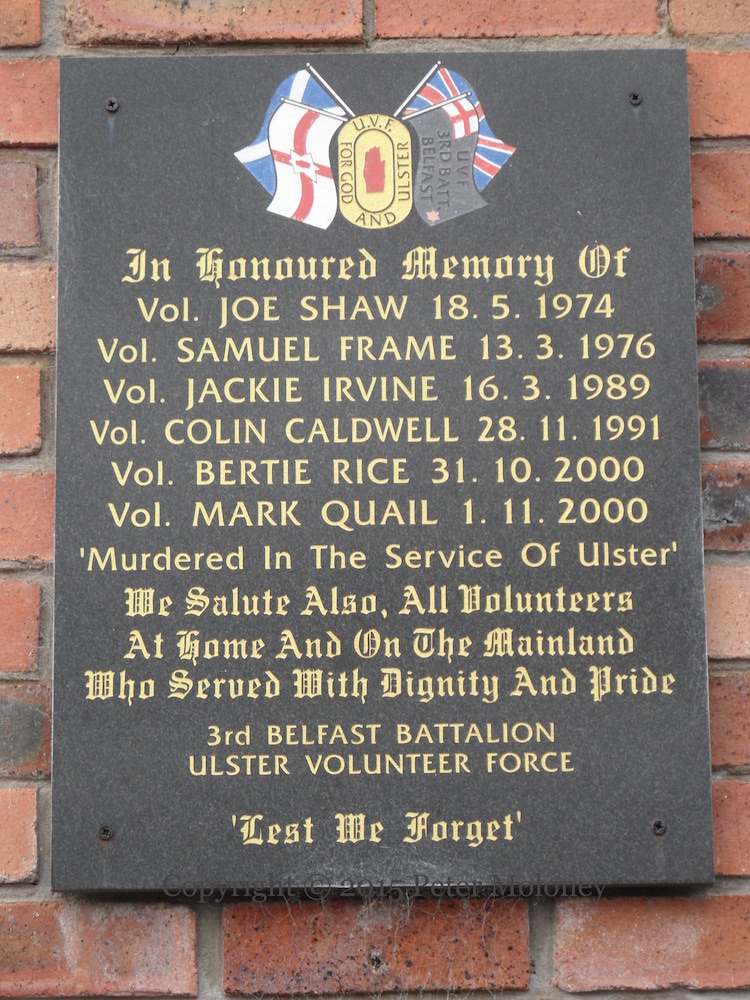 U.V.F.
FOR GOD
AND
ULSTER
UVF
3RD BATT.
BELFAST
In Honoured Memory Of
Vol. JOE SHAW 18. 5. 1974
Vol. SAMUEL FRAME 13. 3. 1976
Vol. JACKIE IRVINE 16. 3. 1989
Vol. COLIN CALDWELL 28. 11. 1991
Vol. BERTIE RICE 31. 10. 2000
Vol. MARK QUAIL 1. 11. 2000
'Murdered In The Service Of Ulster'
We Salute Also, All Volunteers
At Home And On The Mainland
Who Served With Dignity And Pride
3rd BELFAST BATTALION
ULSTER VOLUNTEER FORCE
'Lest We Forget'
Copyright © 2015 Peter Moloney